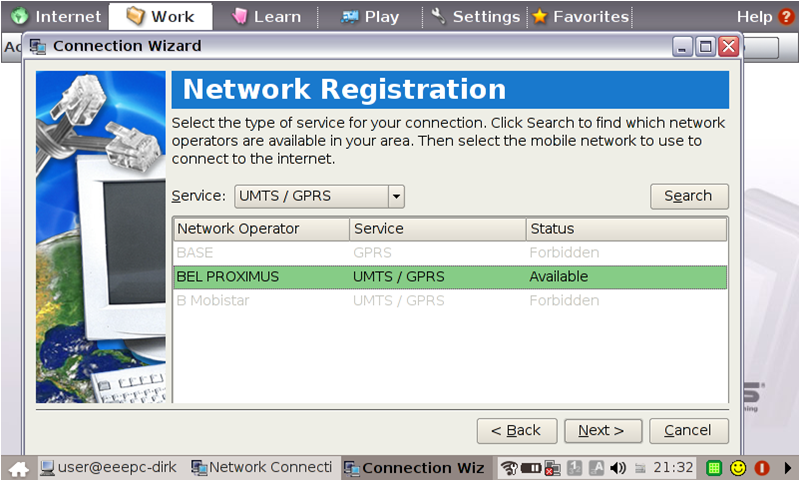 Internet Work Learn Play Settings Favorites Help
Connection Wizard
Network Registration
Select the type of service for your connection. Click Search to find which network
operators are available in your area. Then select the mobile network to use to
connect to the internet.
Service: UMTS / GPRS Search
Network Operator Service Status
BASE GPRS Forbidden
BEL PROXIMUS UMTS / GPRS Available
B Mobistar UMTS / GPRS Forbidden
< Back Next > Cancel
user@eeepc-dirk Network Connecti Connection Wiz 21:32